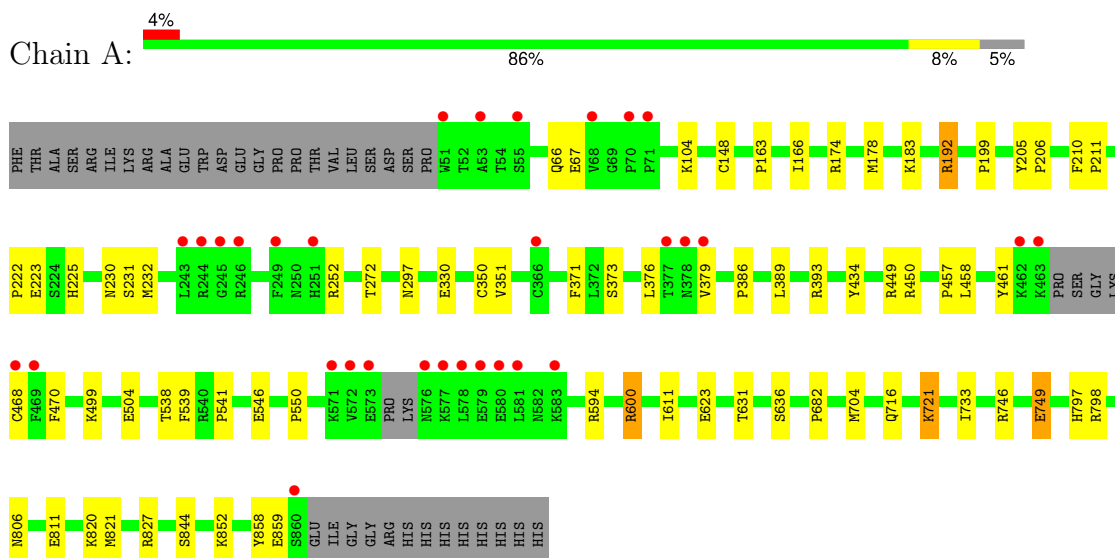 4%
Chain A:
86% 8% 5%
PHE THR ALA SER ARG ILE LYS ARG ALA GLU TRP ASP GLU GLY PRO PRO THR VAL LEU SER ASP SER PRO W51 T52 A53 T54 S55 Q66 E67 V68 G69 P70 P71 K104 C148 P163 I166 R174 M178 K183 R192 P199 Y205 P206 F210 P211
P222 E223 S224 H225 N230 S231 M232 L243 R244 G245 R246 F249 N250 H251 R252 T272 N297 E330 C350 V351 C366 F371 L372 S373 L376 T377 N378 V379 P386 L389 R393 Y434 R449 R450 P457 L458 Y461 K462 K463 PRO SER GLY LYS
C468 F469 F470 K499 E504 T538 F539 R540 P541 E546 P550 K571 V572 E573 PRO LYS N576 K577 L578 E579 E580 L581 N582 K583 R594 R600 I611 E623 T631 S636 P682 M704 Q716 K721 I733 R746 E749 H797 R798
N806 E811 K820 M821 R827 S844 K852 Y858 E859 S860 GLU ILE GLY GLY ARG HIS HIS HIS HIS HIS HIS HIS HIS